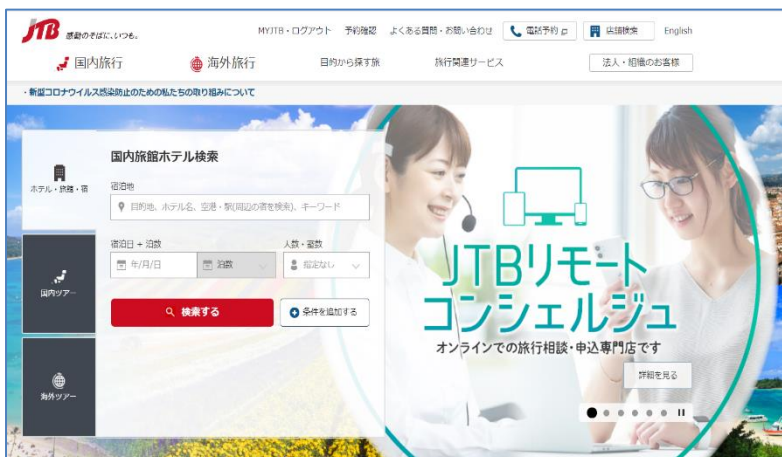 JTB 感動のそばに、いつも。
MYJTB・ログアウト 予約確認 よくある質問・お問い合わせ 電話予約 店舗検索 English
国内旅行 海外旅行 目的から探す旅 旅行関連サービス 法人・組織のお客様
・新型コロナウイルス感染防止のための私たちの取り組みについて
ホテル・旅館・宿
国内ツアー
海外ツアー
国内旅館ホテル検索
宿泊地
目的地、ホテル名、空港・駅(周辺の宿を検索)、キーワード
宿泊日 + 泊数 人数・室数
年/月/日 泊数 指定なし
検索する 条件を追加する
JTBリモート
コンシェルジュ
オンラインでの旅行相談・申込専門店です
詳細を見る